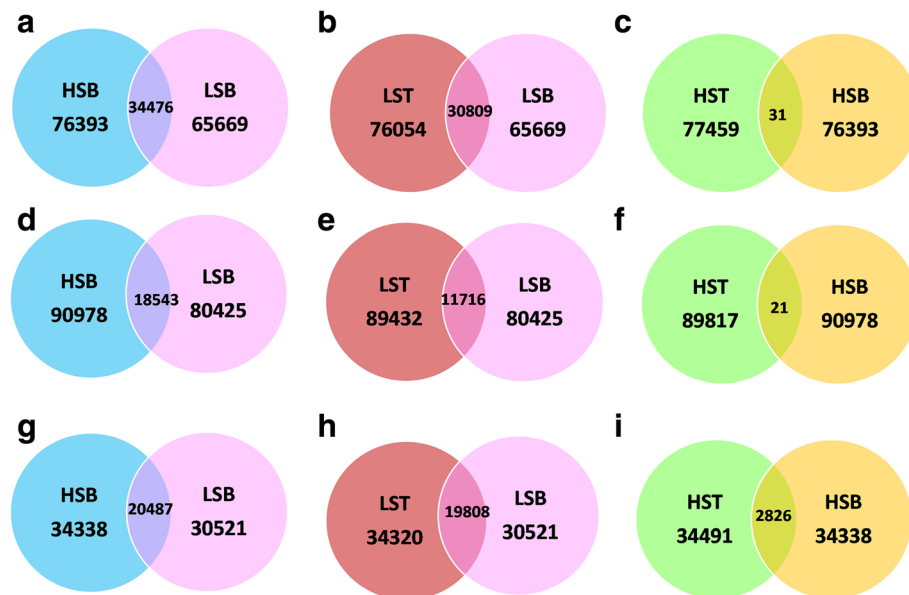 a
HSB
76393
34476
LSB
65669
b
LST
76054
30809
LSB
65669
c
HST
77459
31
HSB
76393
d
HSB
90978
18543
LSB
80425
e
LST
89432
11716
LSB
80425
f
HST
89817
21
HSB
90978
g
HSB
34338
20487
LSB
30521
h
LST
34320
19808
LSB
30521
i
HST
34491
2826
HSB
34338